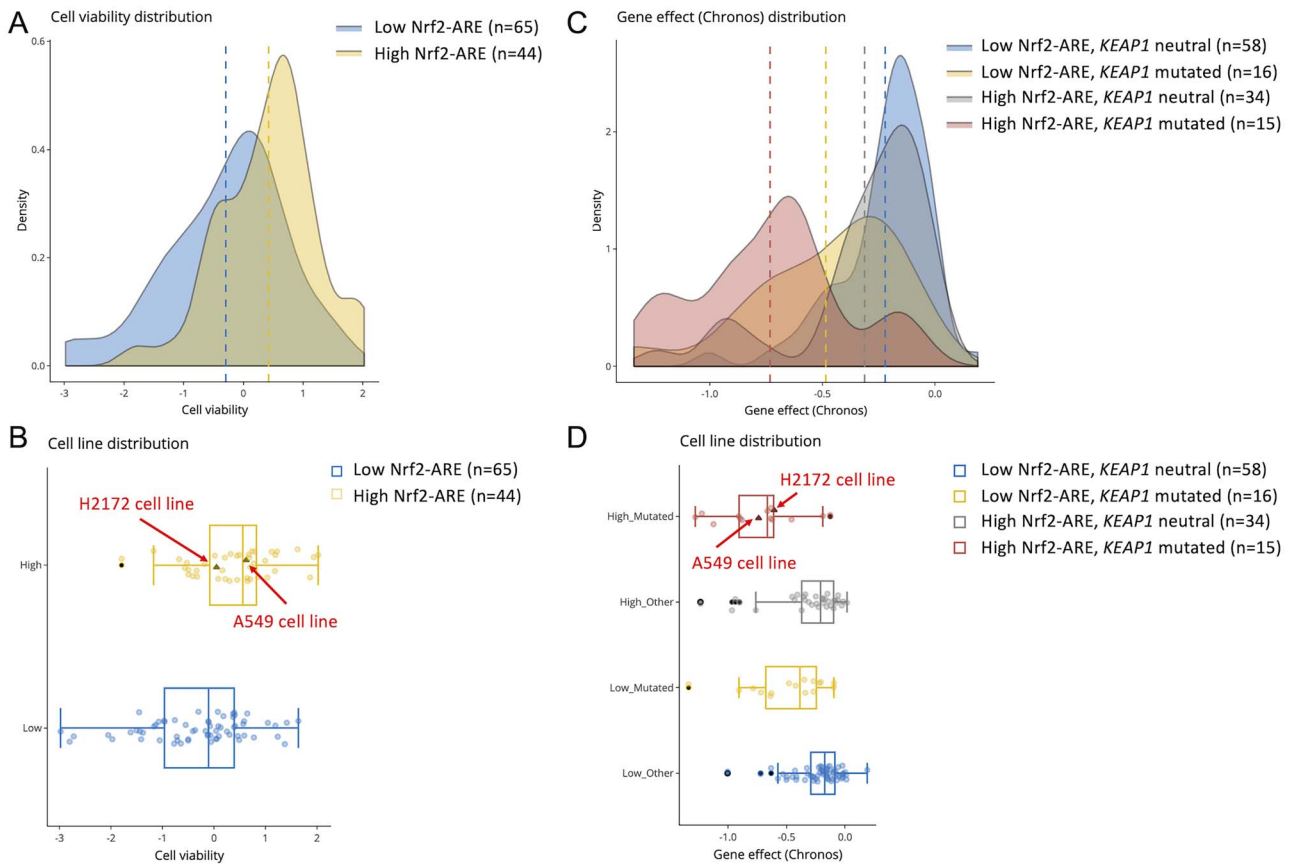 A
Cell viability distribution
Low Nrf2-ARE (n=65)
High Nrf2-ARE (n=44)
0.6
0.4
0.2
0.0
Density
-3
-2
-1
0
1
2
Cell viability
C
Gene effect (Chronos) distribution
Low Nrf2-ARE, KEAP1 neutral (n=58)
Low Nrf2-ARE, KEAP1 mutated (n=16)
High Nrf2-ARE, KEAP1 neutral (n=34)
High Nrf2-ARE, KEAP1 mutated (n=15)
2
1
0
Density
-1.0
-0.5
0.0
Gene effect (Chronos)
B
Cell line distribution
Low Nrf2-ARE (n=65)
High Nrf2-ARE (n=44)
H2172 cell line
High
A549 cell line
Low
-3
-2
-1
0
1
2
Cell viability
D
Cell line distribution
Low Nrf2-ARE, KEAP1 neutral (n=58)
Low Nrf2-ARE, KEAP1 mutated (n=16)
High Nrf2-ARE, KEAP1 neutral (n=34)
High Nrf2-ARE, KEAP1 mutated (n=15)
H2172 cell line
High_Mutated
A549 cell line
High_Other
Low_Mutated
Low_Other
-1.0
-0.5
0.0
Gene effect (Chronos)